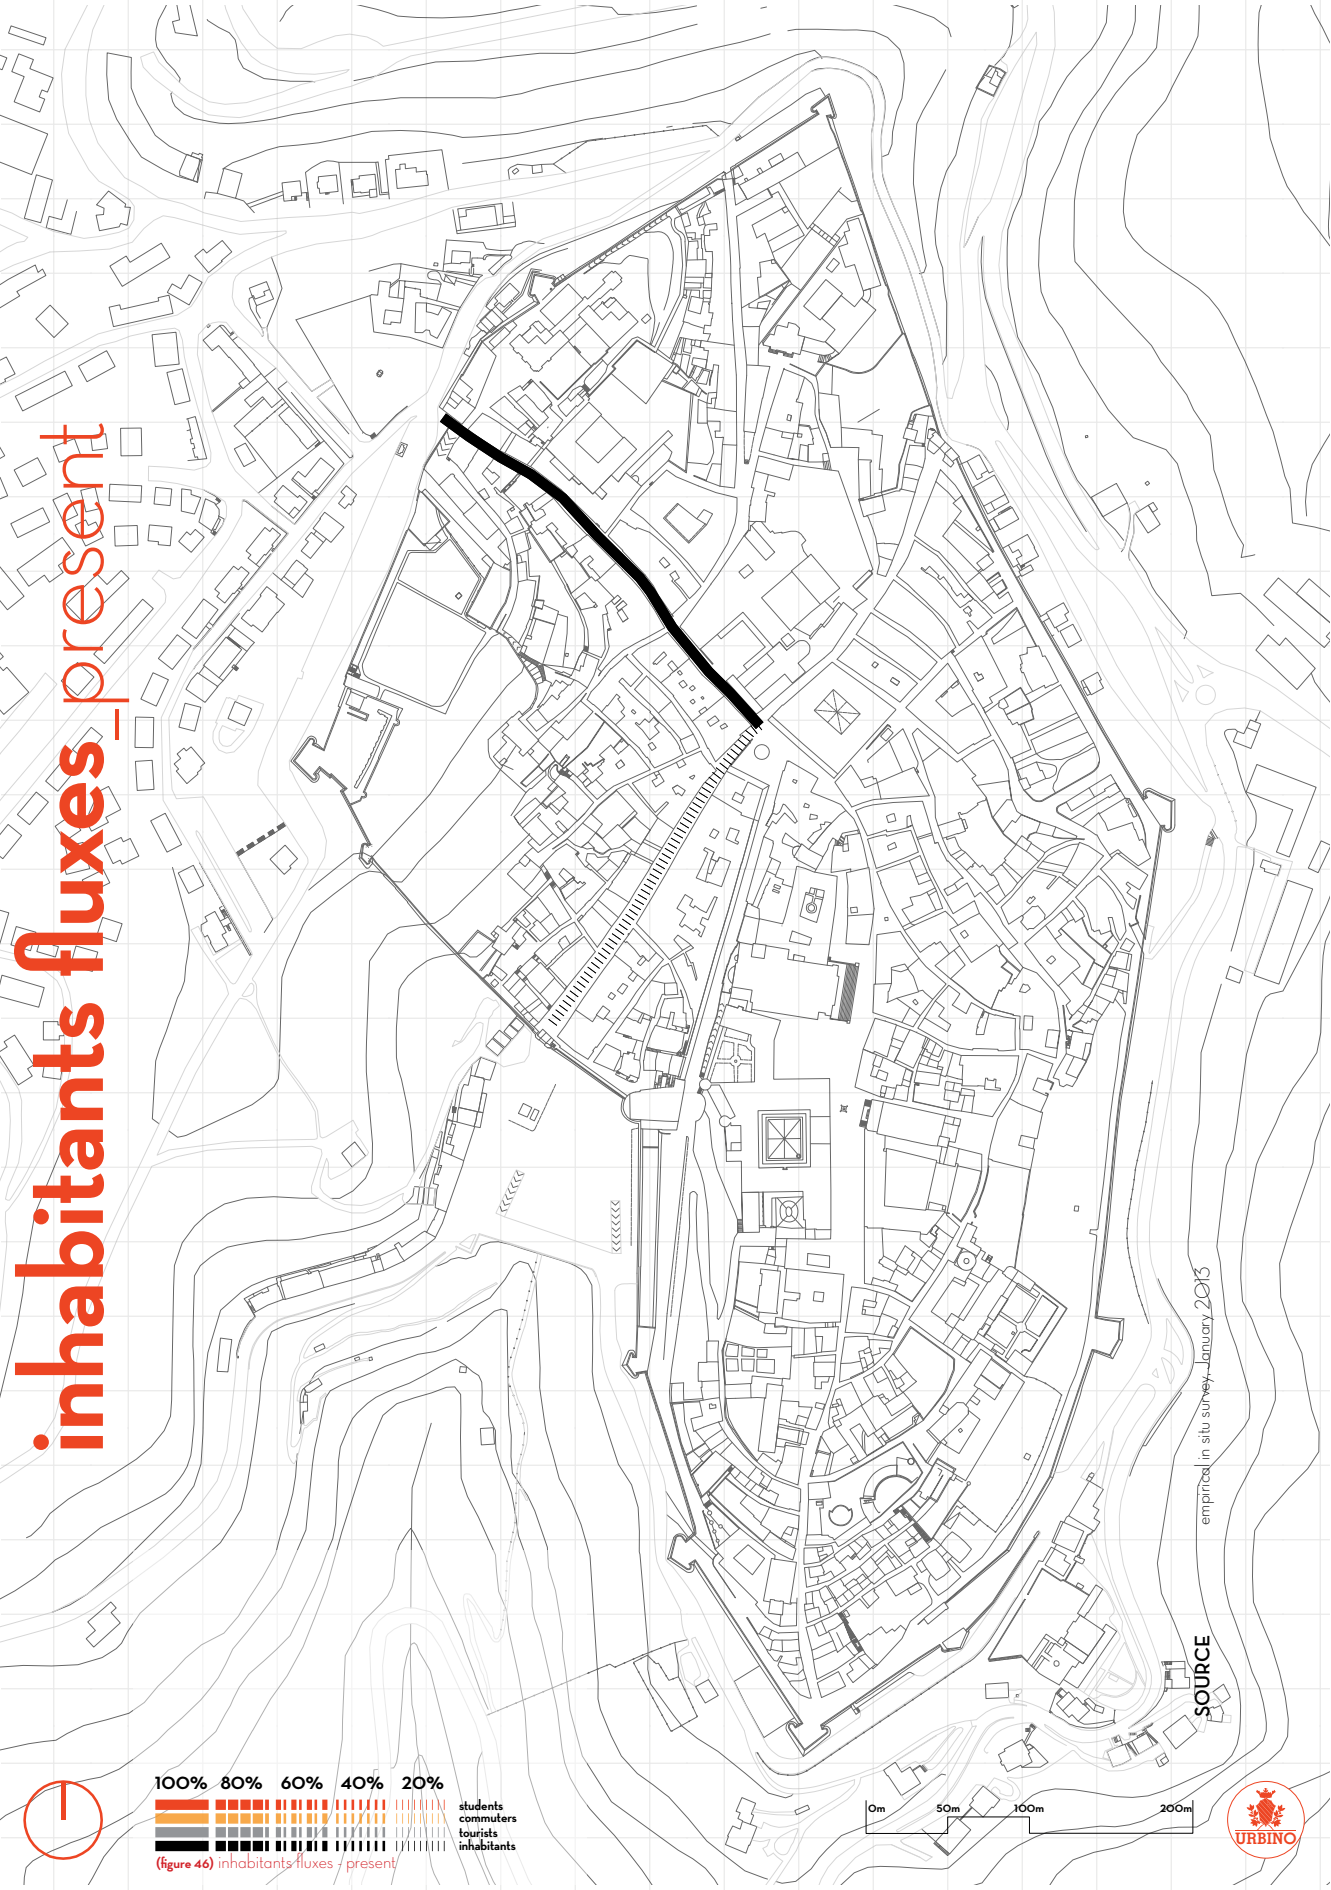 inhabitants fluxes_present
empirical in situ survey, January 2013
SOURCE
100% 80% 60% 40% 20%
students
commuters
tourists
inhabitants
(figure 46) inhabitants fluxes - present
0m 50m 100m 200m
URBINO